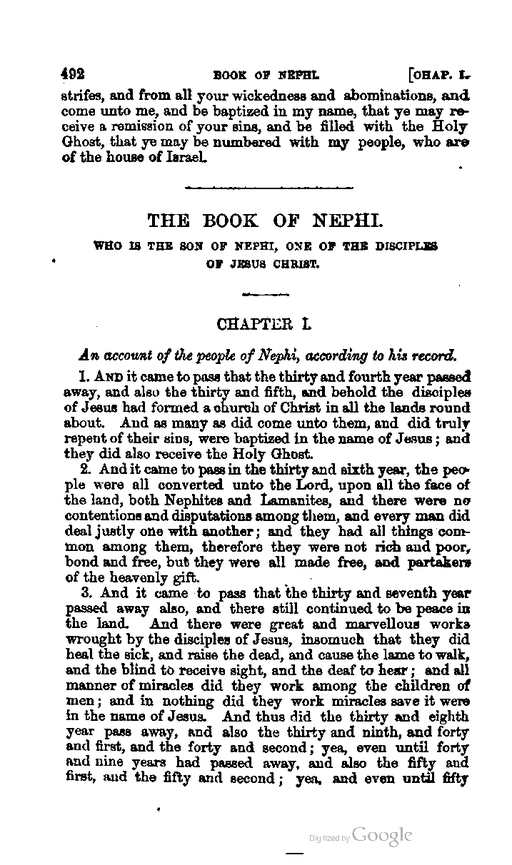 492 BOOK OF NEPHI. [CHAP. I.
strifes, and from all your wickedness and abominations, and
come unto me, and be baptized in my name, that ye may re-
ceive a remission of your sins, and be filled with the Holy
Ghost, that ye may be numbered with my people, who are
of the house of Israel.
THE BOOK OF NEPHI.
WHO IS THE SON OF NEPHI, ONE OF THE DISCIPLES
OF JESUS CHRIST.
CHAPTER I.
An account of the people of Nephi, according to his record.
1. AND it came to pass that the thirty and fourth year passed
away, and also the thirty and fifth, and behold the disciples
of Jesus had formed a church of Christ in all the lands round
about. And as many as did come unto them, and did truly
repent of their sins, were baptized in the name of Jesus; and
they did also receive the Holy Ghost.
2. And it came to pass in the thirty and sixth year, the peo-
ple were all converted unto the Lord, upon all the face of
the land, both Nephites and Lamanites, and there were no
contentions and disputations among them, and every man did
deal justly one with another; and they had all things com-
mon among them, therefore they were not rich and poor,
bond and free, but they were all made free, and partakers
of the heavenly gift.
3. And it came to pass that the thirty and seventh year
passed away also, and there still continued to be peace in
the land. And there were great and marvellous works
wrought by the disciples of Jesus, insomuch that they did
heal the sick, and raise the dead, and cause the lame to walk,
and the blind to receive sight, and the deaf to hear; and all
manner of miracles did they work among the children of
men; and in nothing did they work miracles save it were
in the name of Jesus. And thus did the thirty and eighth
year pass away, and also the thirty and ninth, and forty
and first, and the forty and second; yea, even until forty
and nine years had passed away, and also the fifty and
first, and the fifty and second; yea, and even until fifty
Digitized by Google